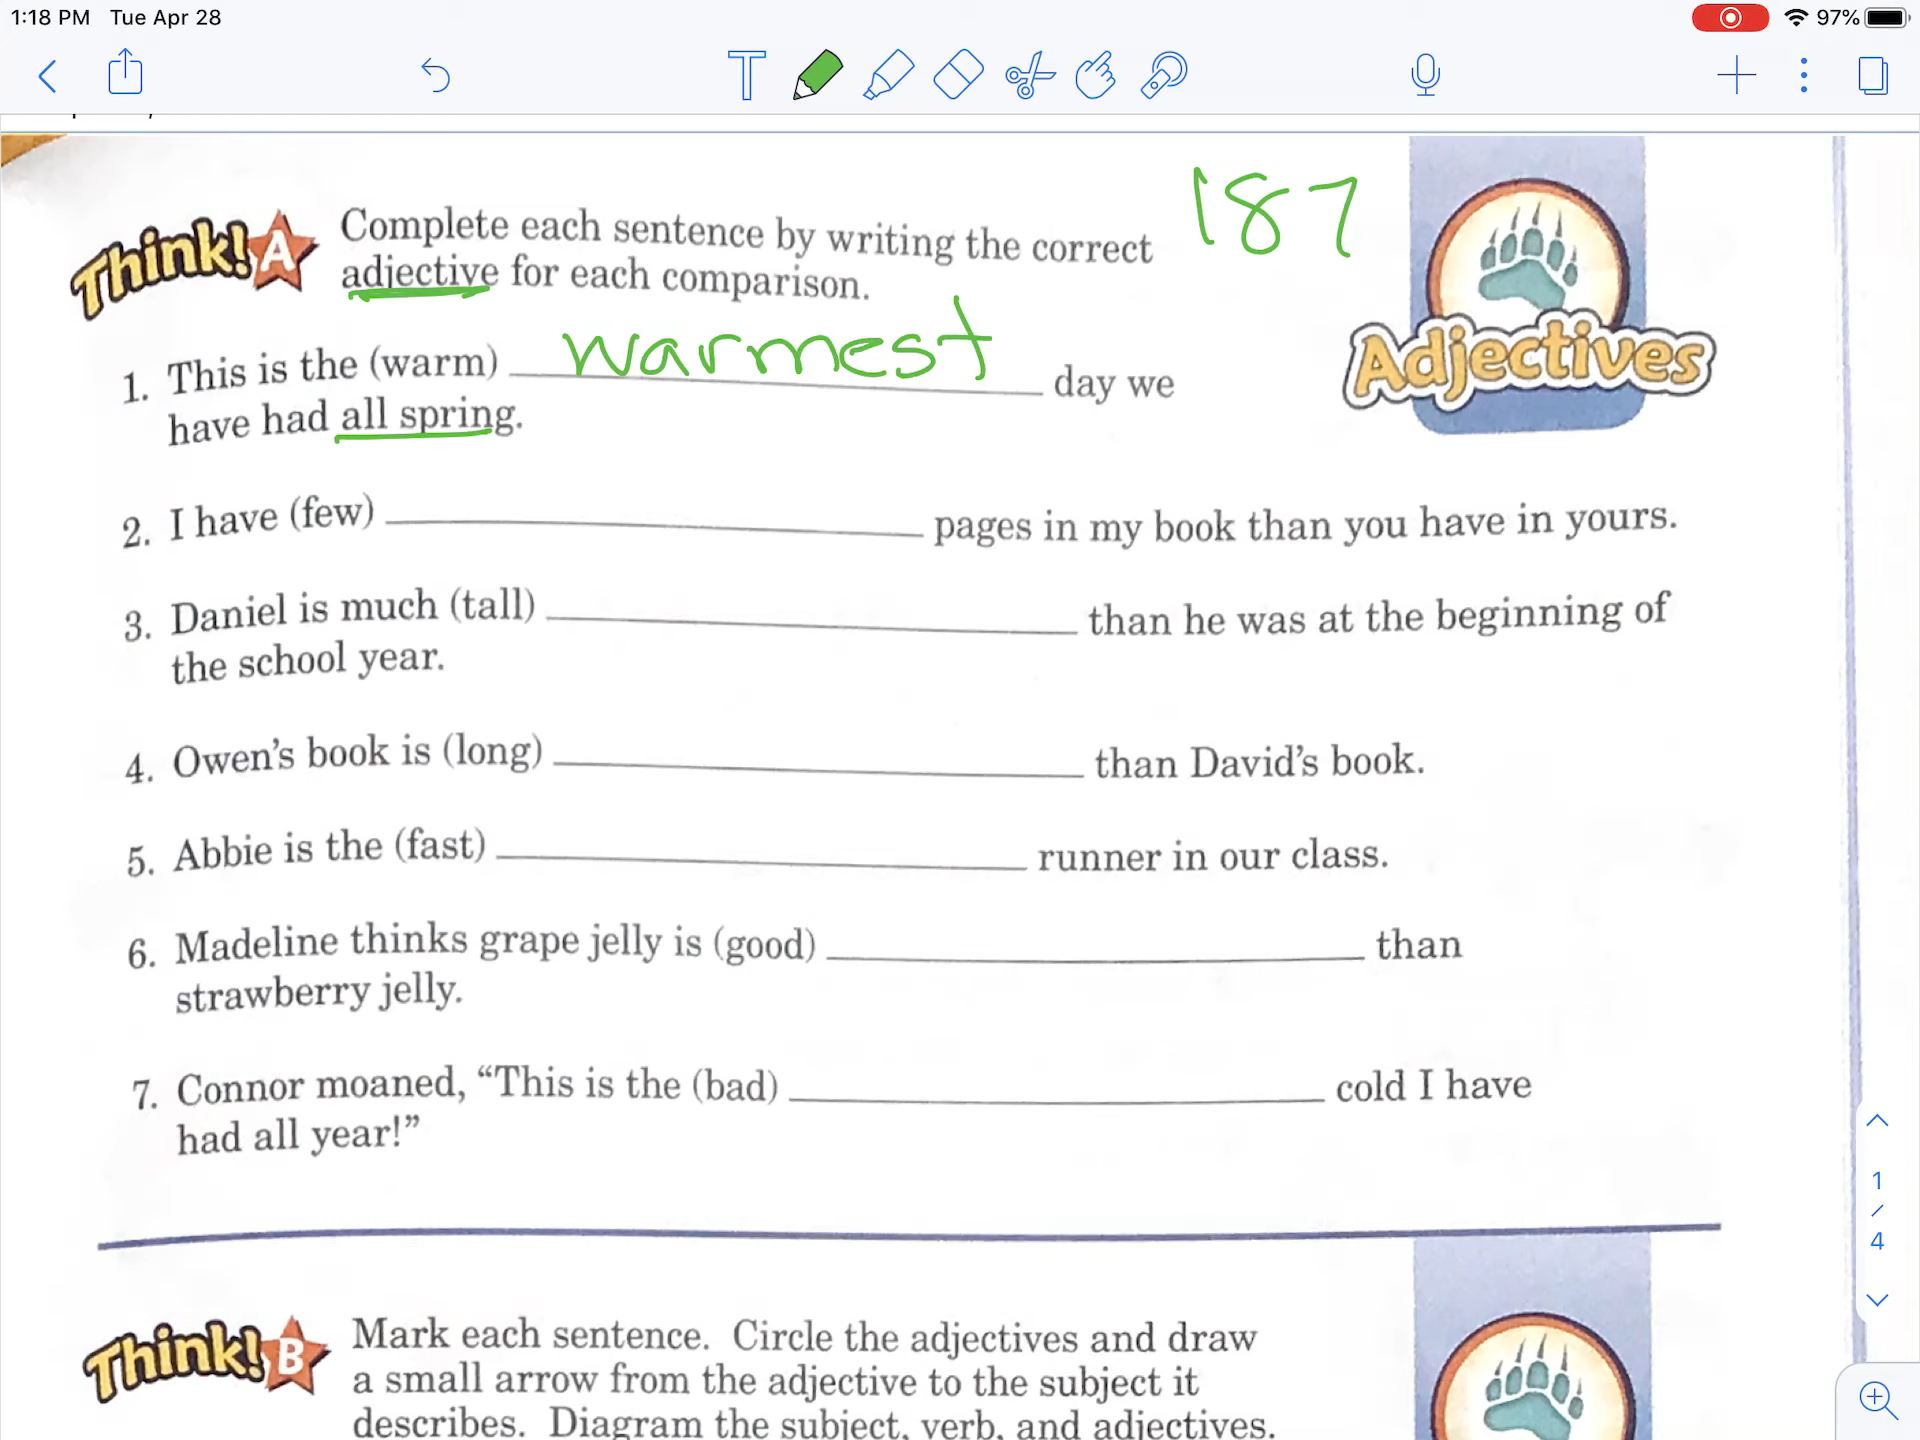 1:18 PM Tue Apr 28
97%
T
187
Think! A Complete each sentence by writing the correct
adjective for each comparison.
Adjectives
1. This is the (warm) warmest day we
have had all spring.
2. I have (few) pages in my book than you have in yours.
3. Daniel is much (tall) than he was at the beginning of
the school year.
4. Owen's book is (long) than David's book.
5. Abbie is the (fast) runner in our class.
6. Madeline thinks grape jelly is (good) than
strawberry jelly.
7. Connor moaned, “This is the (bad) cold I have
had all year!”
1
/
4
Think! B Mark each sentence. Circle the adjectives and draw
a small arrow from the adjective to the subject it
describes. Diagram the subject, verb, and adjectives.